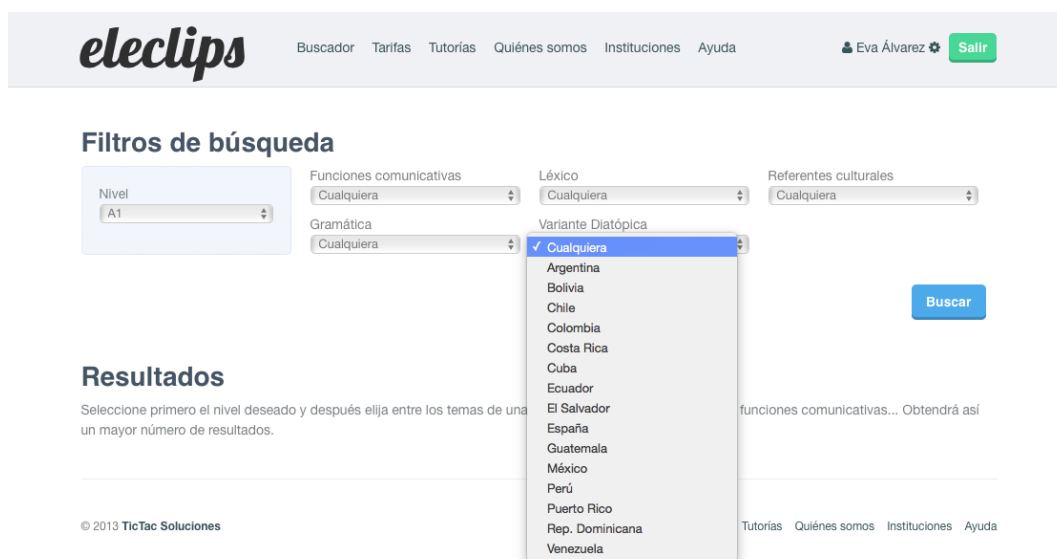 eleclips
Buscador Tarifas Tutorías Quiénes somos Instituciones Ayuda
Eva Álvarez
Salir
Filtros de búsqueda
Nivel
A1
Funciones comunicativas
Cualquiera
Léxico
Cualquiera
Referentes culturales
Cualquiera
Gramática
Cualquiera
Variante Diatópica
✓ Cualquiera
Argentina
Bolivia
Chile
Colombia
Costa Rica
Cuba
Ecuador
El Salvador
España
Guatemala
México
Perú
Puerto Rico
Rep. Dominicana
Venezuela
Buscar
Resultados
Seleccione primero el nivel deseado y después elija entre los temas de una funciones comunicativas... Obtendrá así
un mayor número de resultados.
© 2013 TicTac Soluciones
Tutorías Quiénes somos Instituciones Ayuda